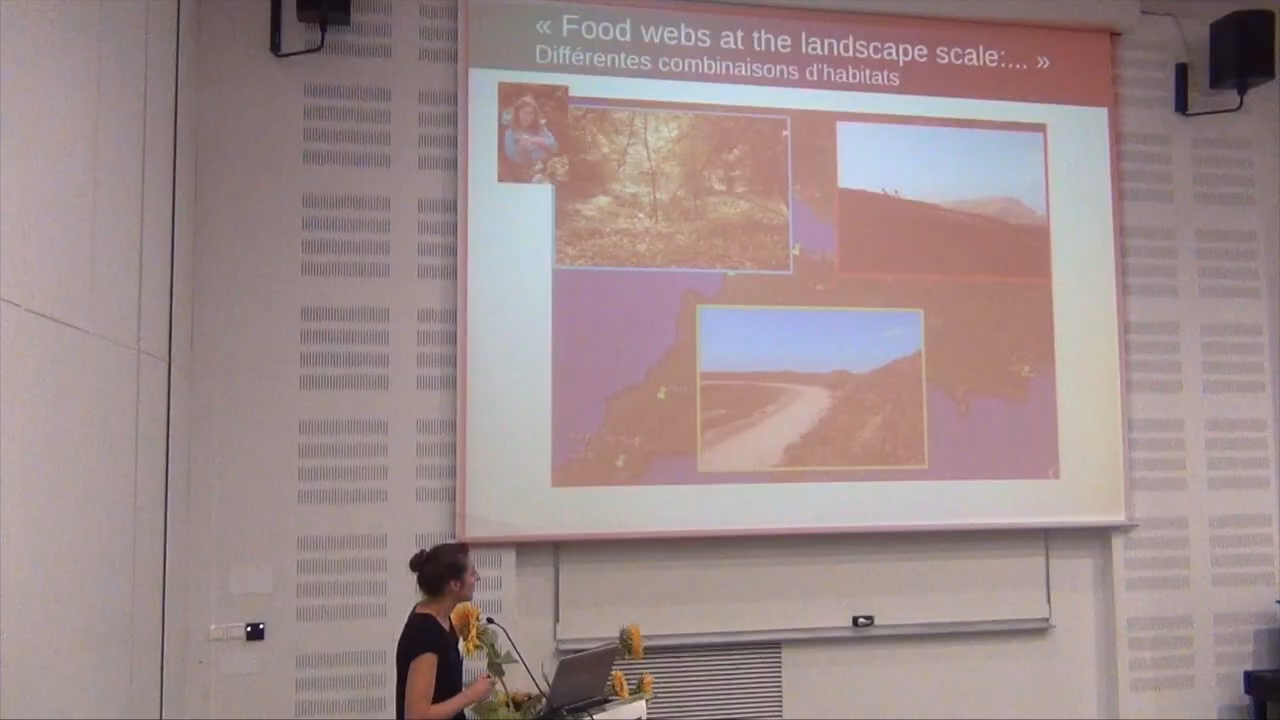 « Food webs at the landscape scale:... »
Différentes combinaisons d'habitats